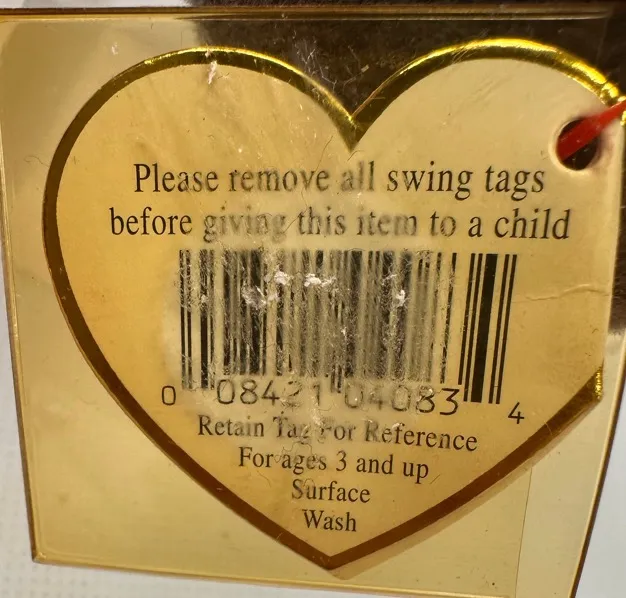 Please remove all swing tags
before giving this item to a child
0 08421 04083 4
Retain Tag For Reference
For ages 3 and up
Surface
Wash